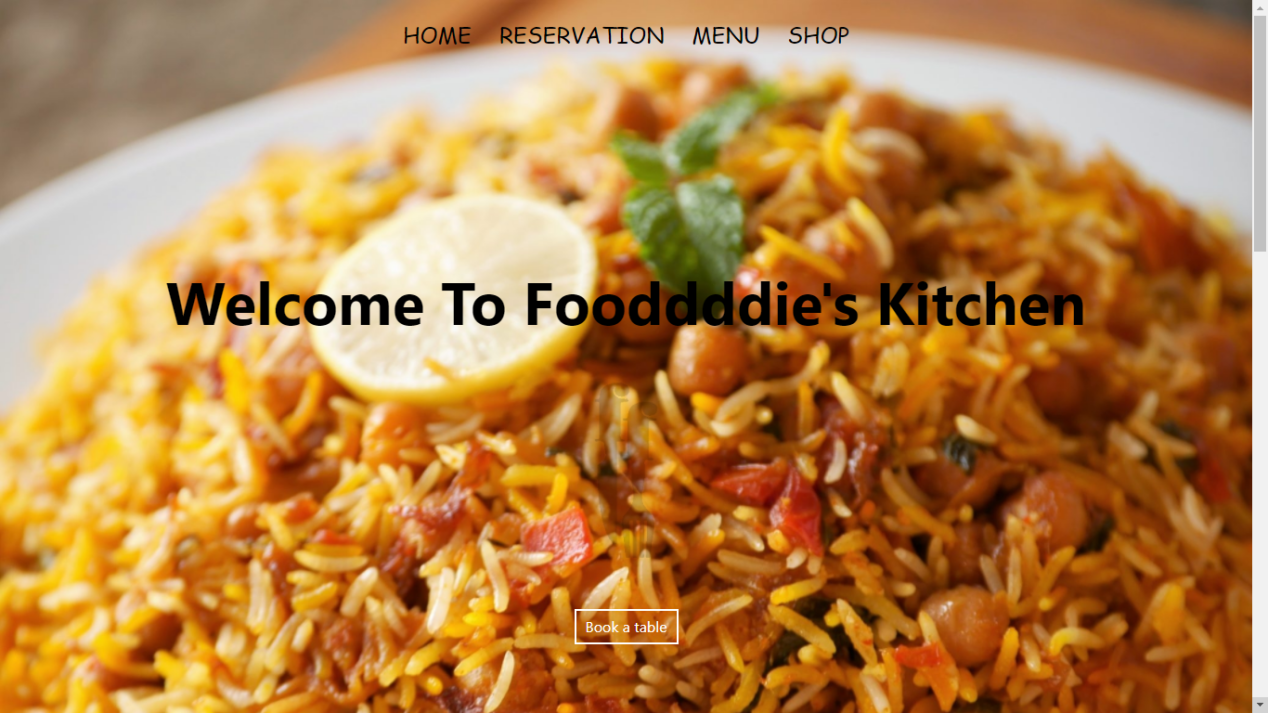 HOME RESERVATION MENU SHOP
Welcome To Fooddddie's Kitchen
Book a table